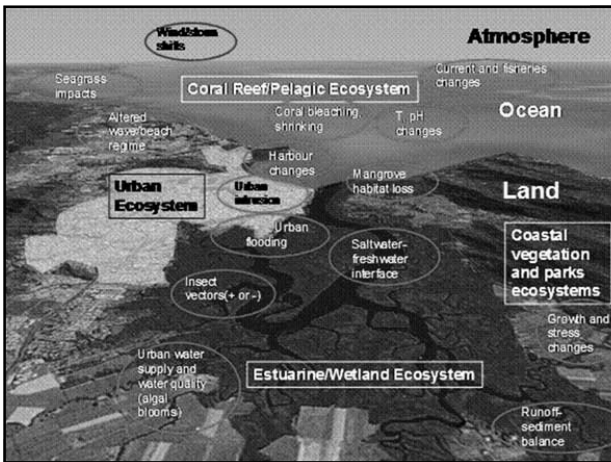 Wind/storm
shifts
Atmosphere
Seagrass
impacts
Coral Reef/Pelagic Ecosystem
Current and fisheries
changes
Altered
wave/beach
regime
Coral bleaching,
shrinking
T, pH
changes
Ocean
Harbour
changes
Urban
Ecosystem
Urban
intrusion
Mangrove
habitat loss
Land
Urban
flooding
Saltwater-
freshwater
interface
Coastal
vegetation
and parks
ecosystems
Insect
vectors(+ or -)
Growth and
stress
changes
Urban water
supply and
water quality
(algal
blooms)
Estuarine/Wetland Ecosystem
Runoff-
sediment
balance